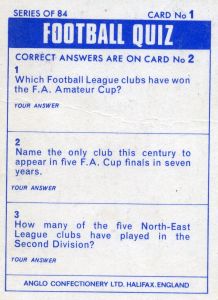 SERIES OF 84 CARD No 1
FOOTBALL QUIZ
CORRECT ANSWERS ARE ON CARD No 2
1
Which Football League clubs have won
the F.A. Amateur Cup?
YOUR ANSWER
2
Name the only club this century to
appear in five F.A. Cup finals in seven
years.
YOUR ANSWER
3
How many of the five North-East
League clubs have played in the
Second Division?
YOUR ANSWER
ANGLO CONFECTIONERY LTD. HALIFAX. ENGLAND